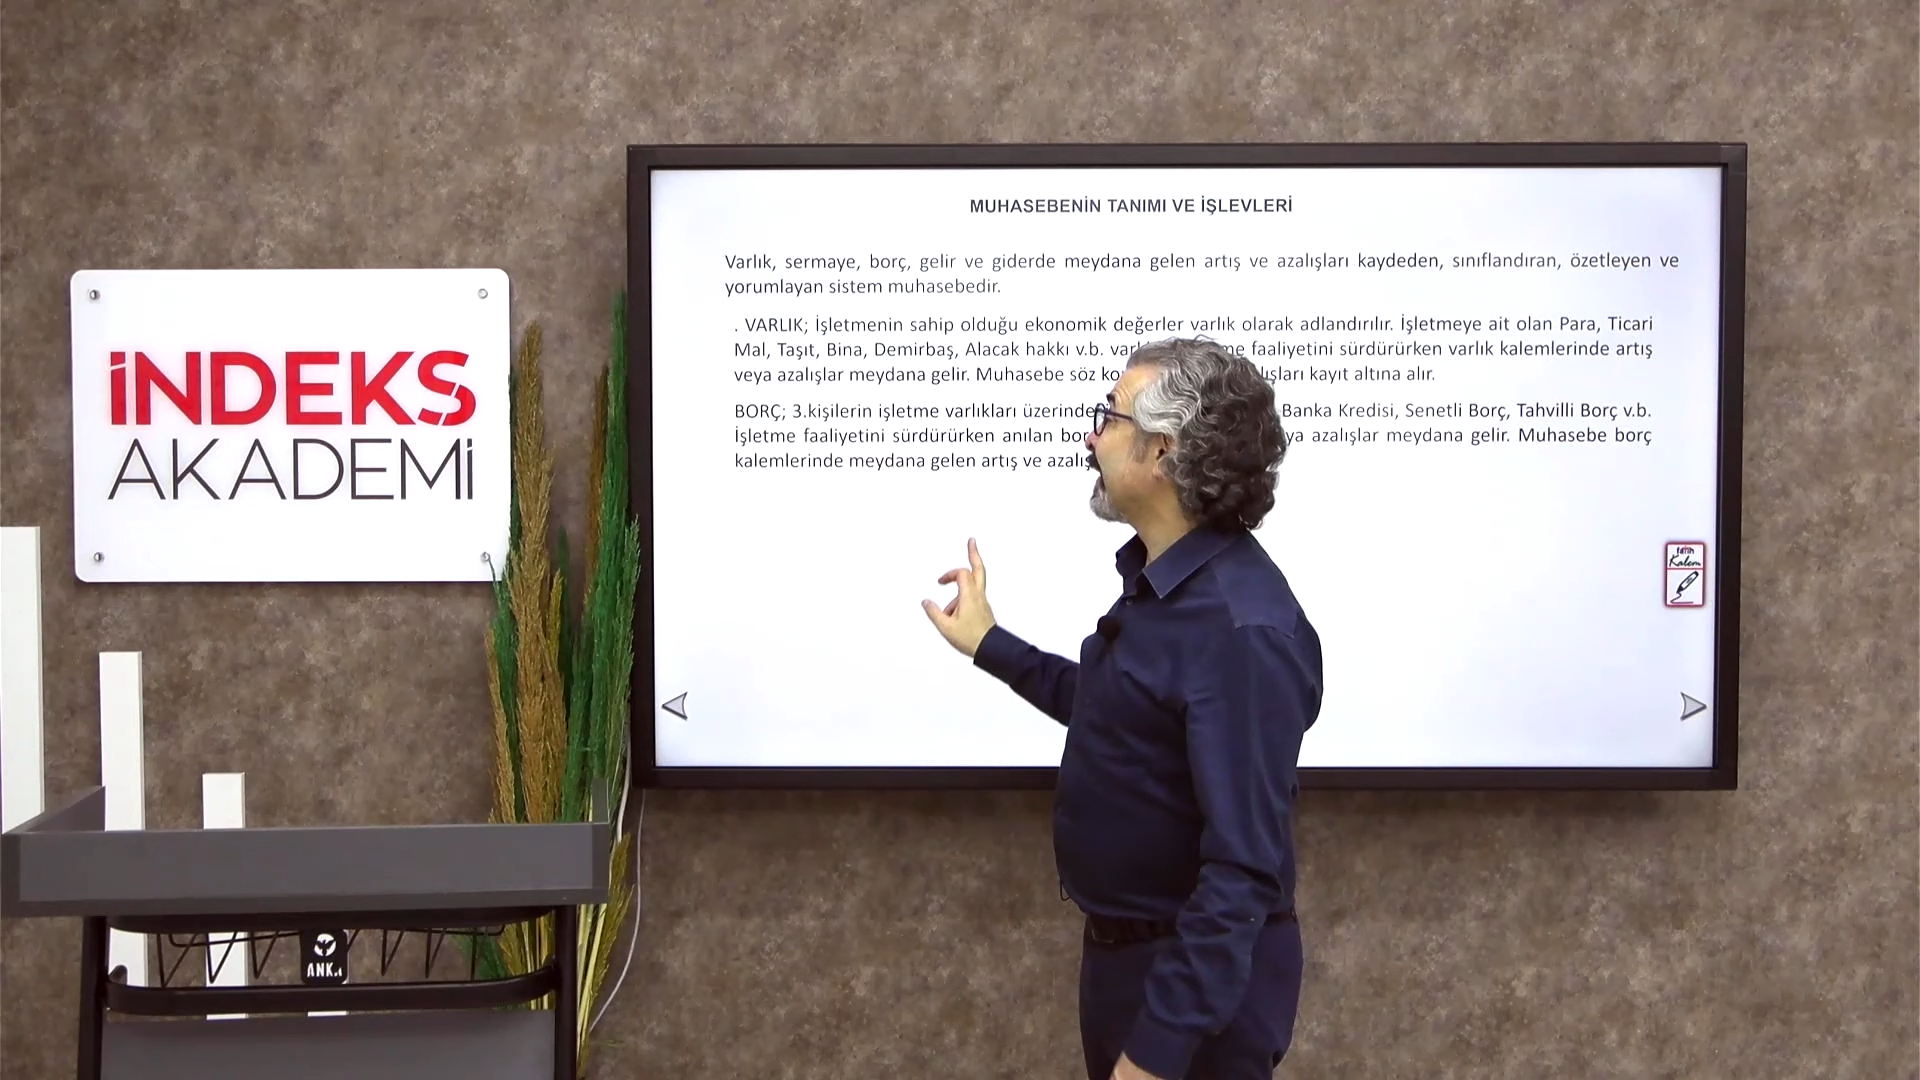 MUHASEBENİN TANIMI VE İŞLEVLERİ
Varlık, sermaye, borç, gelir ve giderde meydana gelen artış ve azalışları kaydeden, sınıflandıran, özetleyen ve
yorumlayan sistem muhasebedir.
. VARLIK; İşletmenin sahip olduğu ekonomik değerler varlık olarak adlandırılır. İşletmeye ait olan Para, Ticari
Mal, Taşıt, Bina, Demirbaş, Alacak hakkı v.b. faaliyetini sürdürürken varlık kalemlerinde artış
veya azalışlar meydana gelir. Muhasebe söz kayıt altına alır.
BORÇ; 3.kişilerin işletme varlıkları Banka Kredisi, Senetli Borç, Tahvilli Borç v.b.
İşletme faaliyetini sürdürürken anılan azalışlar meydana gelir. Muhasebe borç
kalemlerinde meydana gelen artış ve
İNDEKS
AKADEMİ
fatih
Kalem